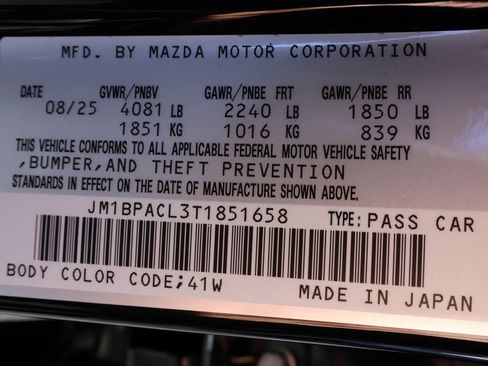 MFD. BY MAZDA MOTOR CORPORATION
DATE GVWR/PNBV GAWR/PNBE FRT GAWR/PNBE RR
08/25 4081 LB 2240 LB 1850 LB
1851 KG 1016 KG 839 KG
THIS VEHICLE CONFORMS TO ALL APPLICABLE FEDERAL MOTOR VEHICLE SAFETY
,BUMPER,AND THEFT PREVENTION
STANDARDS IN EFFECT ON THE DATE OF MANUFACTURE SHOWN ABOVE.
JM1BPACL3T1851658 TYPE:PASS CAR
BODY COLOR CODE;41W MADE IN JAPAN